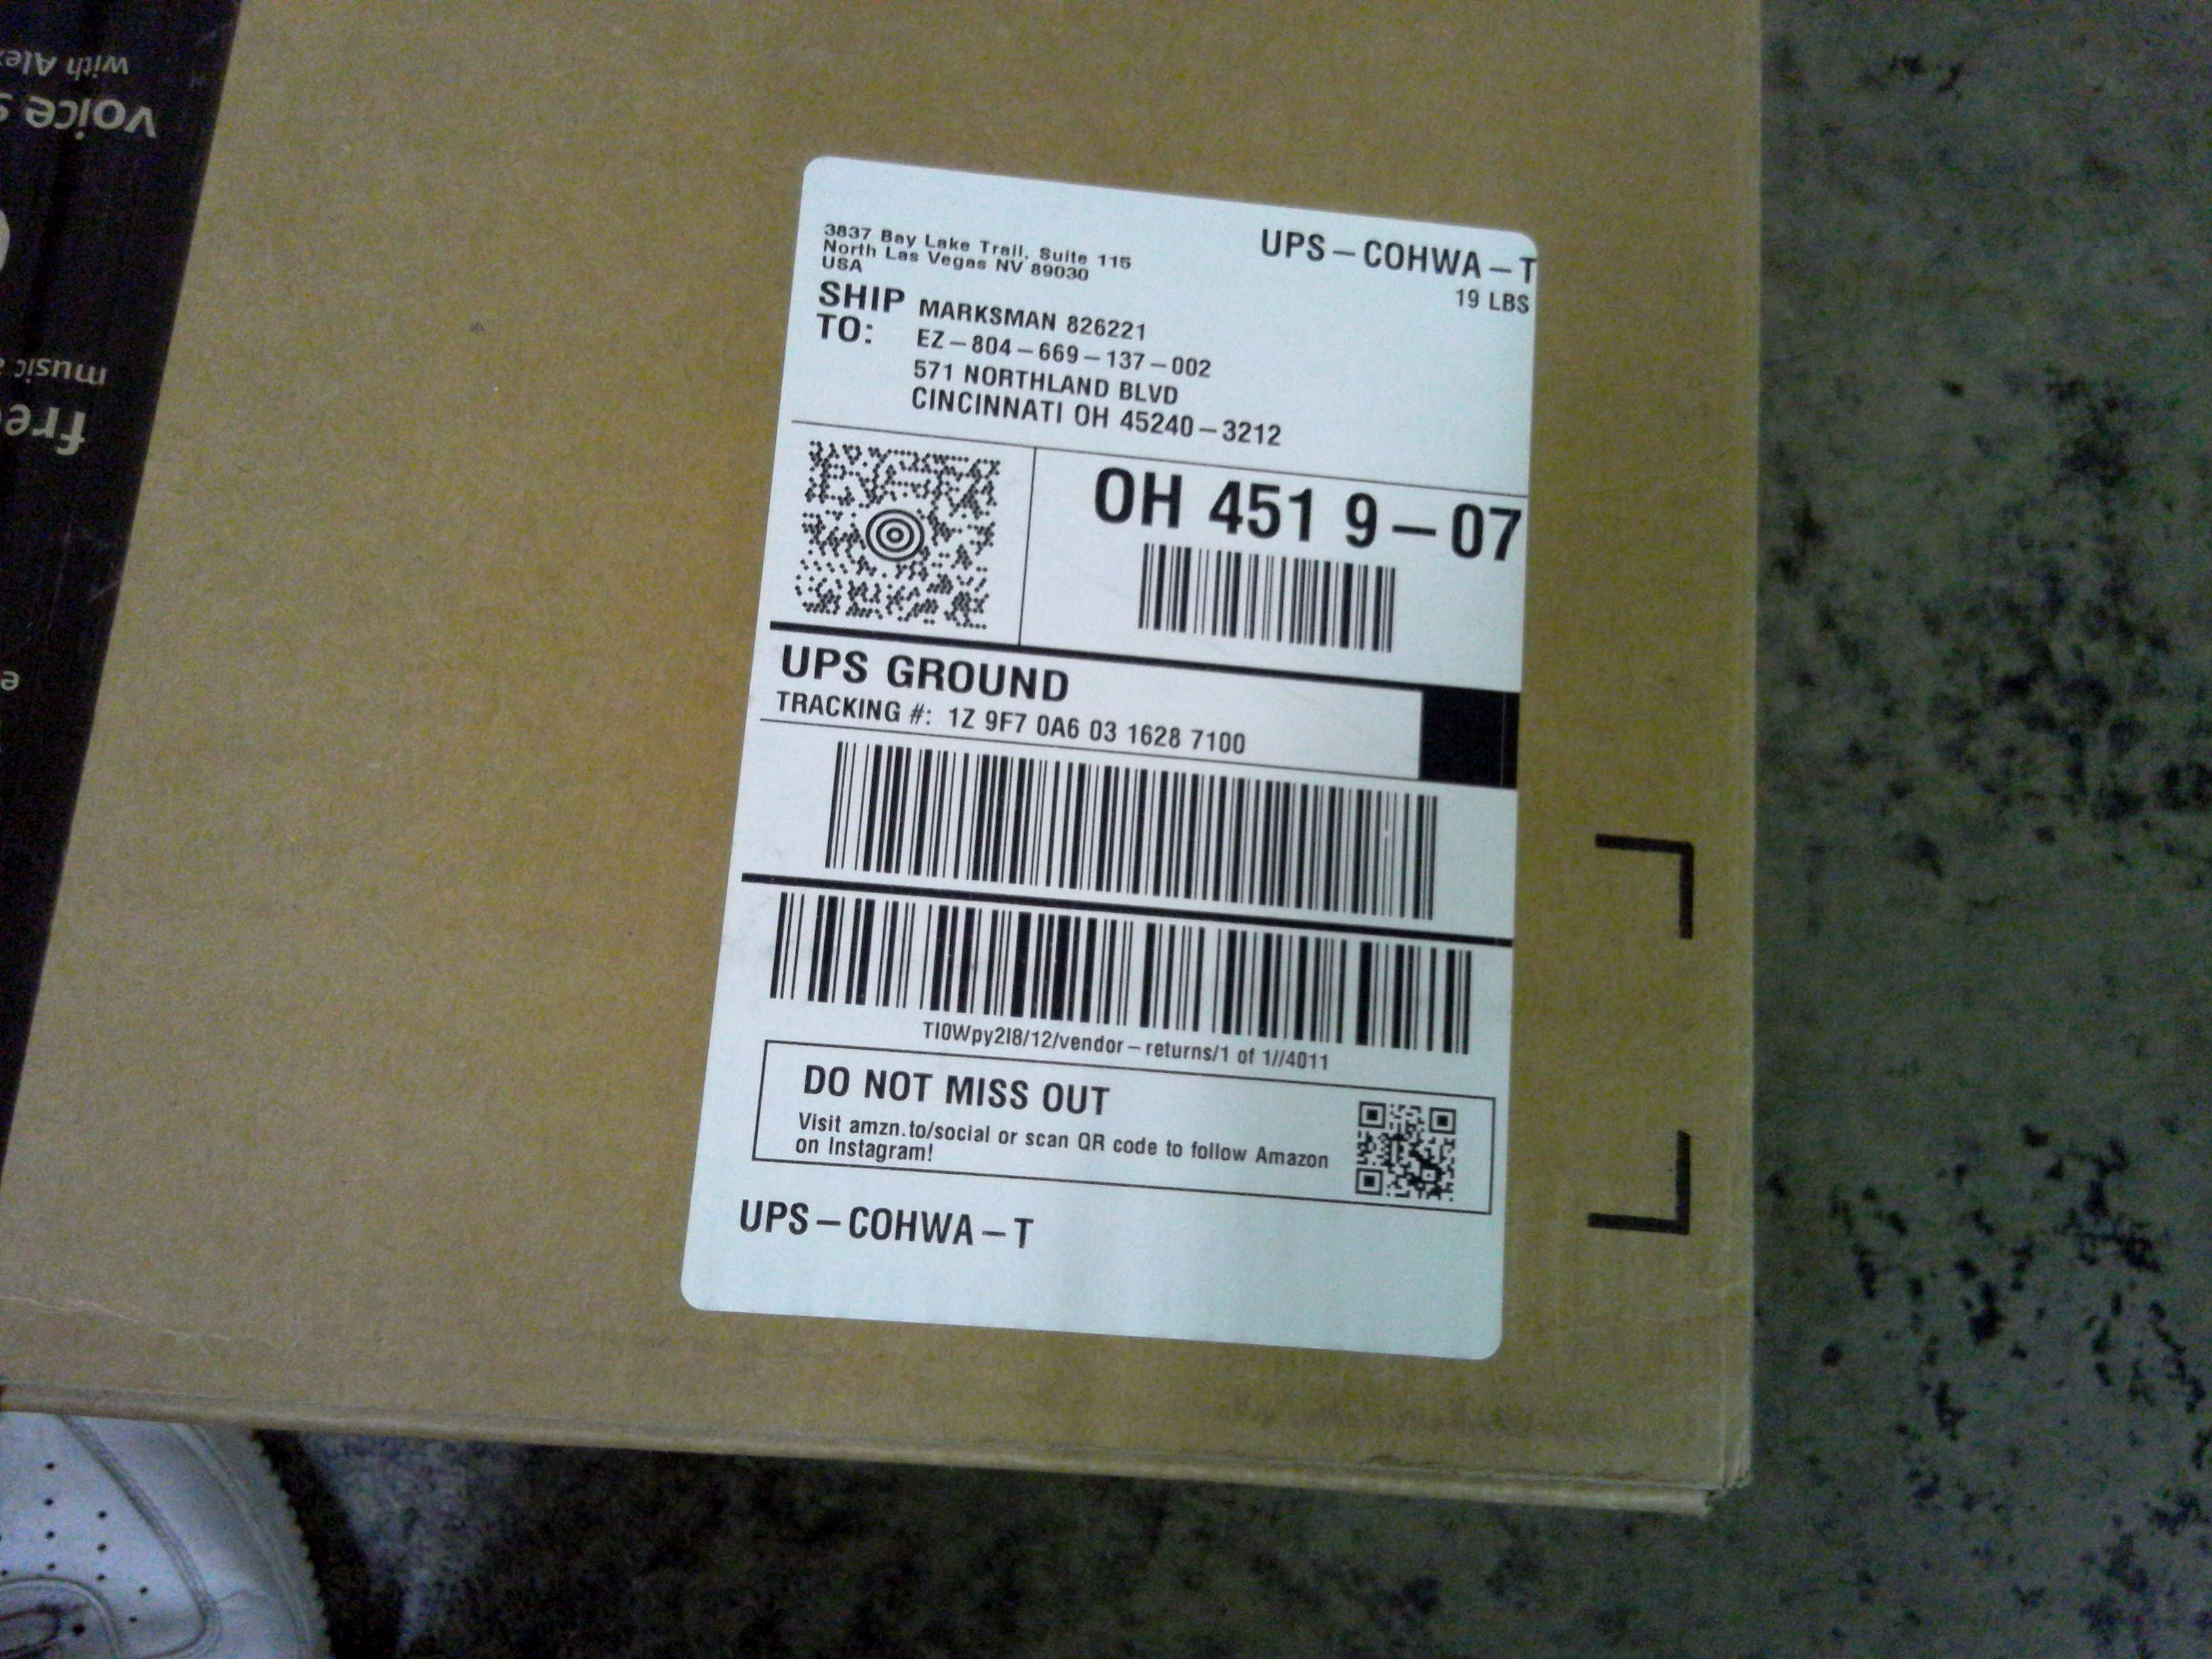 3837 Bay Lake Trail, Suite 115
North Las Vegas NV 89030
USA
UPS-COHWA-T
19 LBS
SHIP TO:
MARKSMAN 826221
EZ-804-669-137-002
571 NORTHLAND BLVD
CINCINNATI OH 45240-3212
OH 451 9-07
UPS GROUND
TRACKING #: 1Z 9F7 0A6 03 1628 7100
TI0Wpy2I8/12/vendor-returns/1 of 1//4011
DO NOT MISS OUT
Visit amzn.to/social or scan QR code to follow Amazon
on Instagram!
UPS-COHWA-T
free
music
voice
with Alex